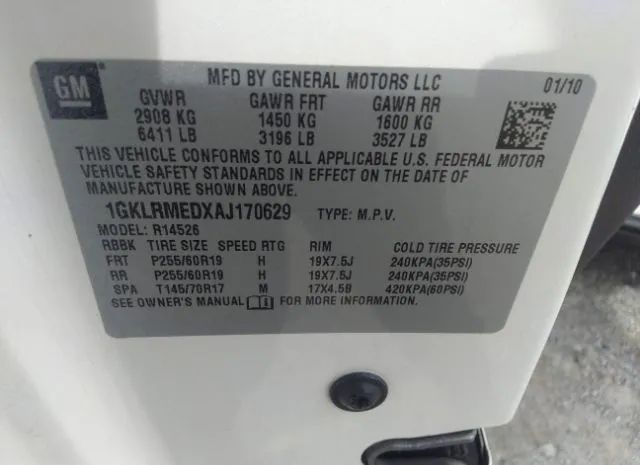 GM
MFD BY GENERAL MOTORS LLC 01/10
GVWR GAWR FRT GAWR RR
2908 KG 1450 KG 1600 KG
6411 LB 3196 LB 3527 LB
THIS VEHICLE CONFORMS TO ALL APPLICABLE U.S. FEDERAL MOTOR
VEHICLE SAFETY STANDARDS IN EFFECT ON THE DATE OF
MANUFACTURE SHOWN ABOVE.
1GKLRMEDXAJ170629 TYPE: M.P.V.
MODEL: R14526
RBBK TIRE SIZE SPEED RTG RIM COLD TIRE PRESSURE
FRT P255/60R19 H 19X7.5J 240KPA(35PSI)
RR P255/60R19 H 19X7.5J 240KPA(35PSI)
SPA T145/70R17 M 17X4.5B 420KPA(60PSI)
SEE OWNER'S MANUAL FOR MORE INFORMATION.